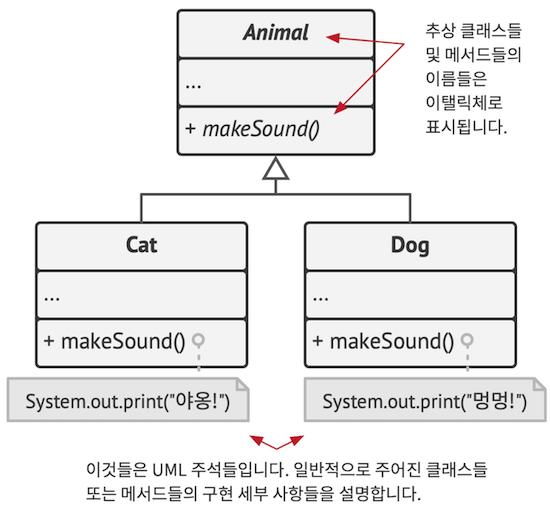 Animal
...
+ makeSound()
추상 클래스들
및 메서드들의
이름들은
이탤릭체로
표시됩니다.
Cat
...
+ makeSound()
System.out.print("야옹!")
Dog
...
+ makeSound()
System.out.print("멍멍!")
이것들은 UML 주석들입니다. 일반적으로 주어진 클래스들
또는 메서드들의 구현 세부 사항들을 설명합니다.